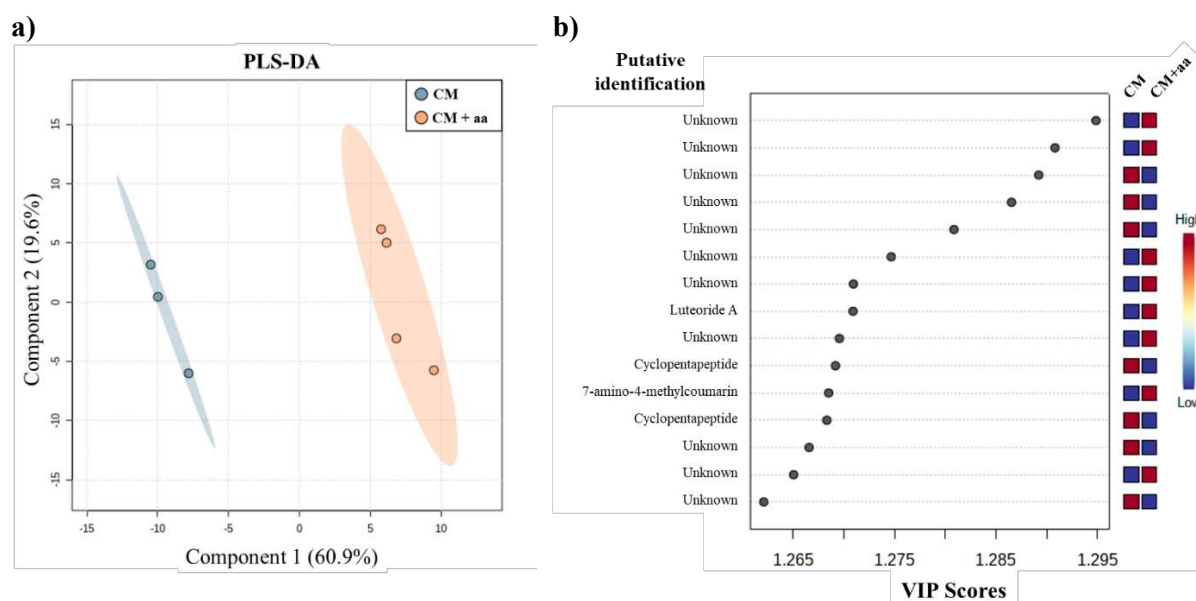 a)
PLS-DA
CM
CM + aa
15
10
5
0
-5
-10
-15
Component 2 (19.6%)
-15
-10
-5
0
5
10
Component 1 (60.9%)
b)
Putative
identification
CM
CM+aa
Unknown
Unknown
Unknown
Unknown
Unknown
Unknown
Unknown
Luteoride A
Unknown
Cyclopentapeptide
7-amino-4-methylcoumarin
Cyclopentapeptide
Unknown
Unknown
Unknown
High
Low
1.265
1.275
1.285
1.295
VIP Scores